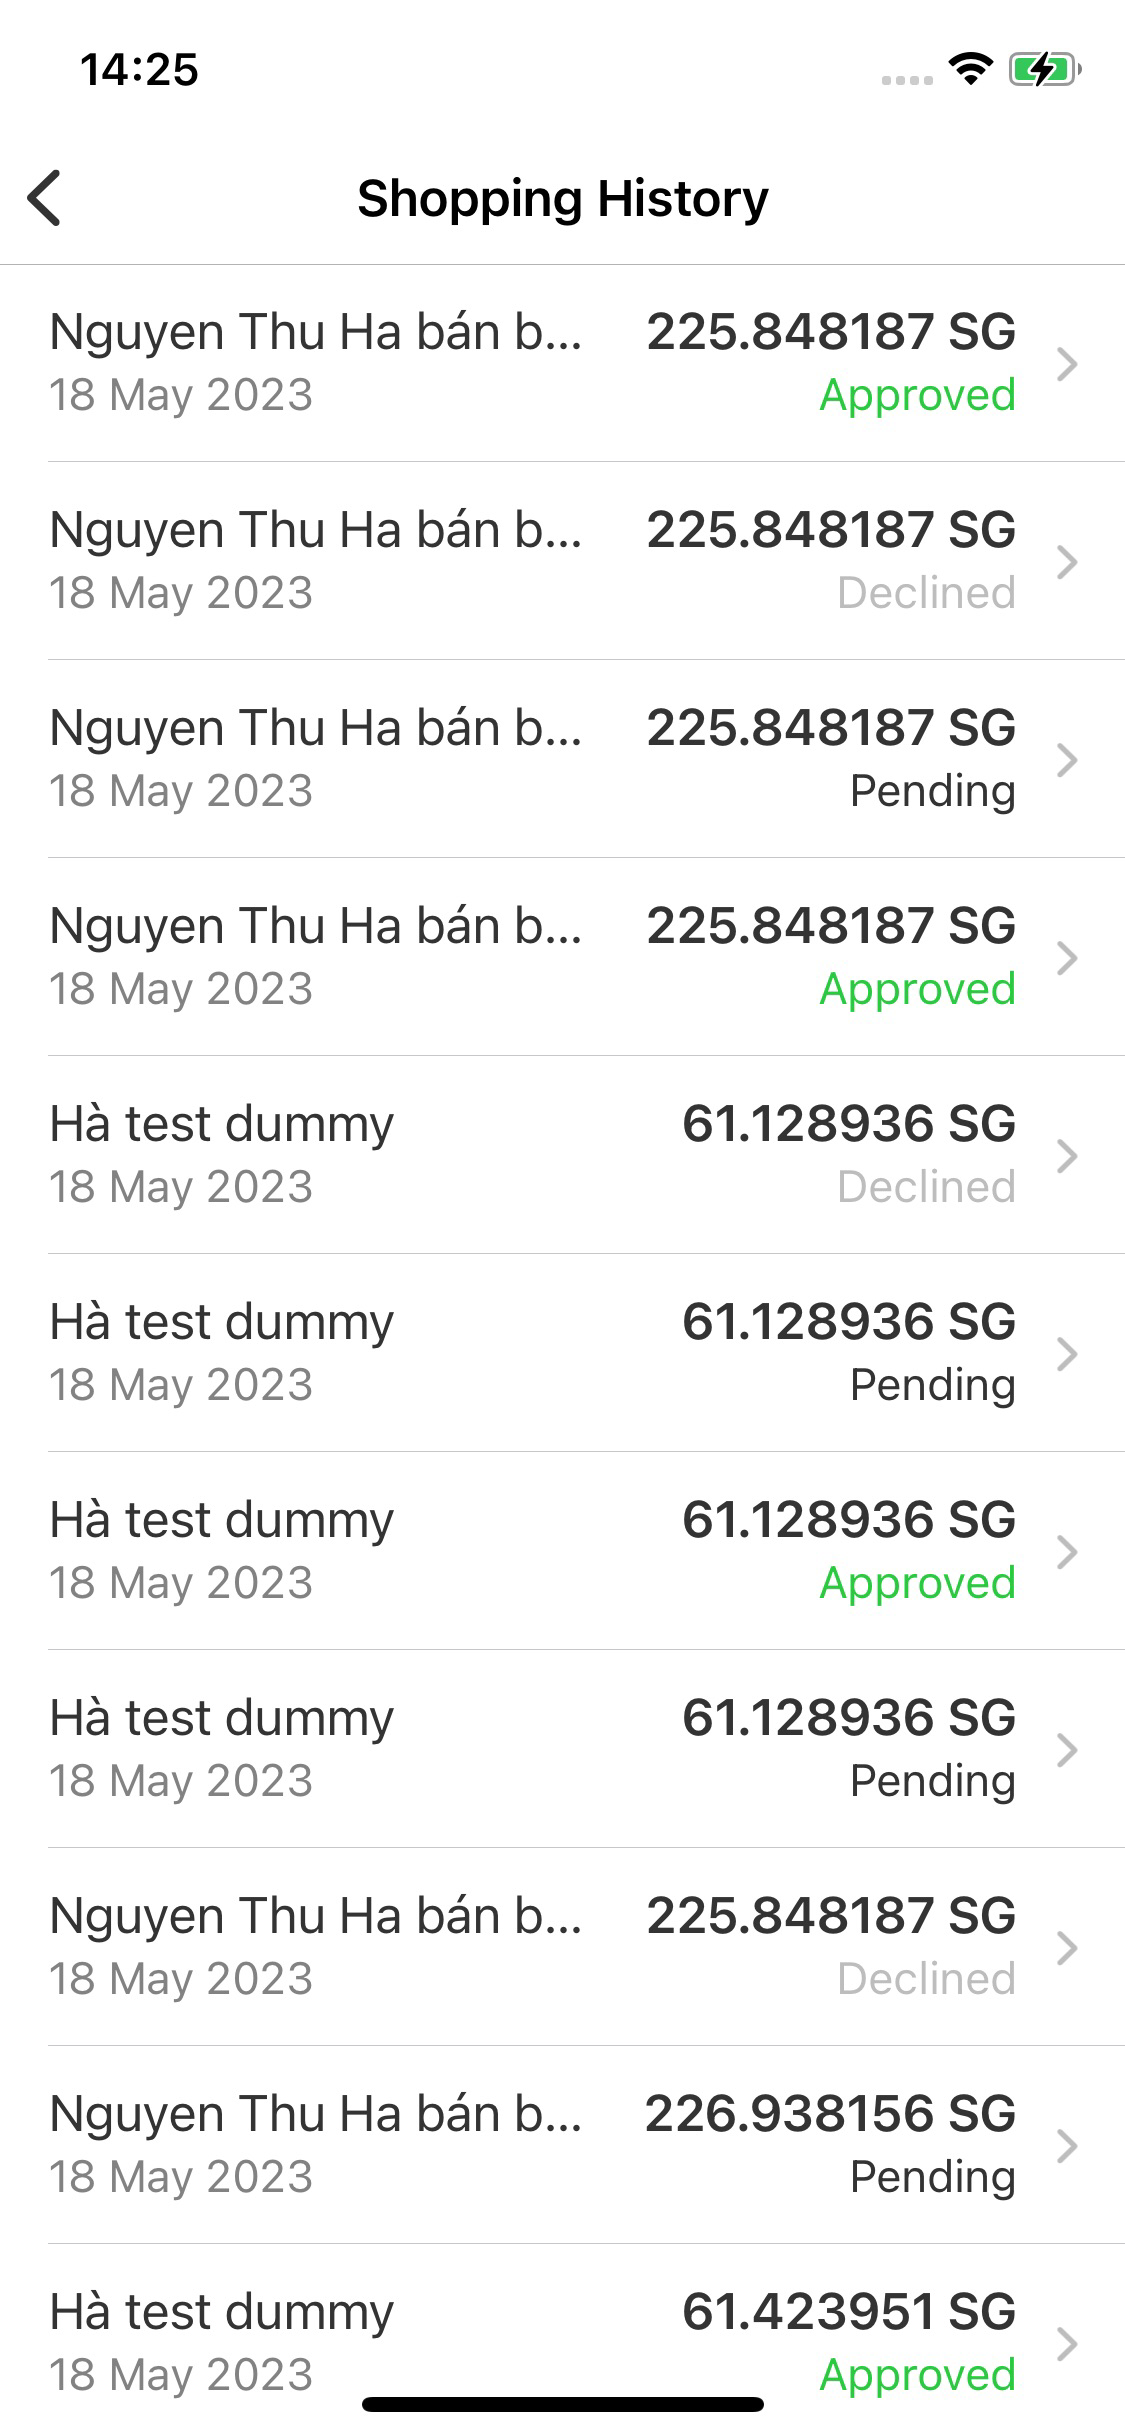 14:25
Shopping History
Nguyen Thu Ha bán b... 225.848187 SG
18 May 2023 Approved
Nguyen Thu Ha bán b... 225.848187 SG
18 May 2023 Declined
Nguyen Thu Ha bán b... 225.848187 SG
18 May 2023 Pending
Nguyen Thu Ha bán b... 225.848187 SG
18 May 2023 Approved
Hà test dummy 61.128936 SG
18 May 2023 Declined
Hà test dummy 61.128936 SG
18 May 2023 Pending
Hà test dummy 61.128936 SG
18 May 2023 Approved
Hà test dummy 61.128936 SG
18 May 2023 Pending
Nguyen Thu Ha bán b... 225.848187 SG
18 May 2023 Declined
Nguyen Thu Ha bán b... 226.938156 SG
18 May 2023 Pending
Hà test dummy 61.423951 SG
18 May 2023 Approved